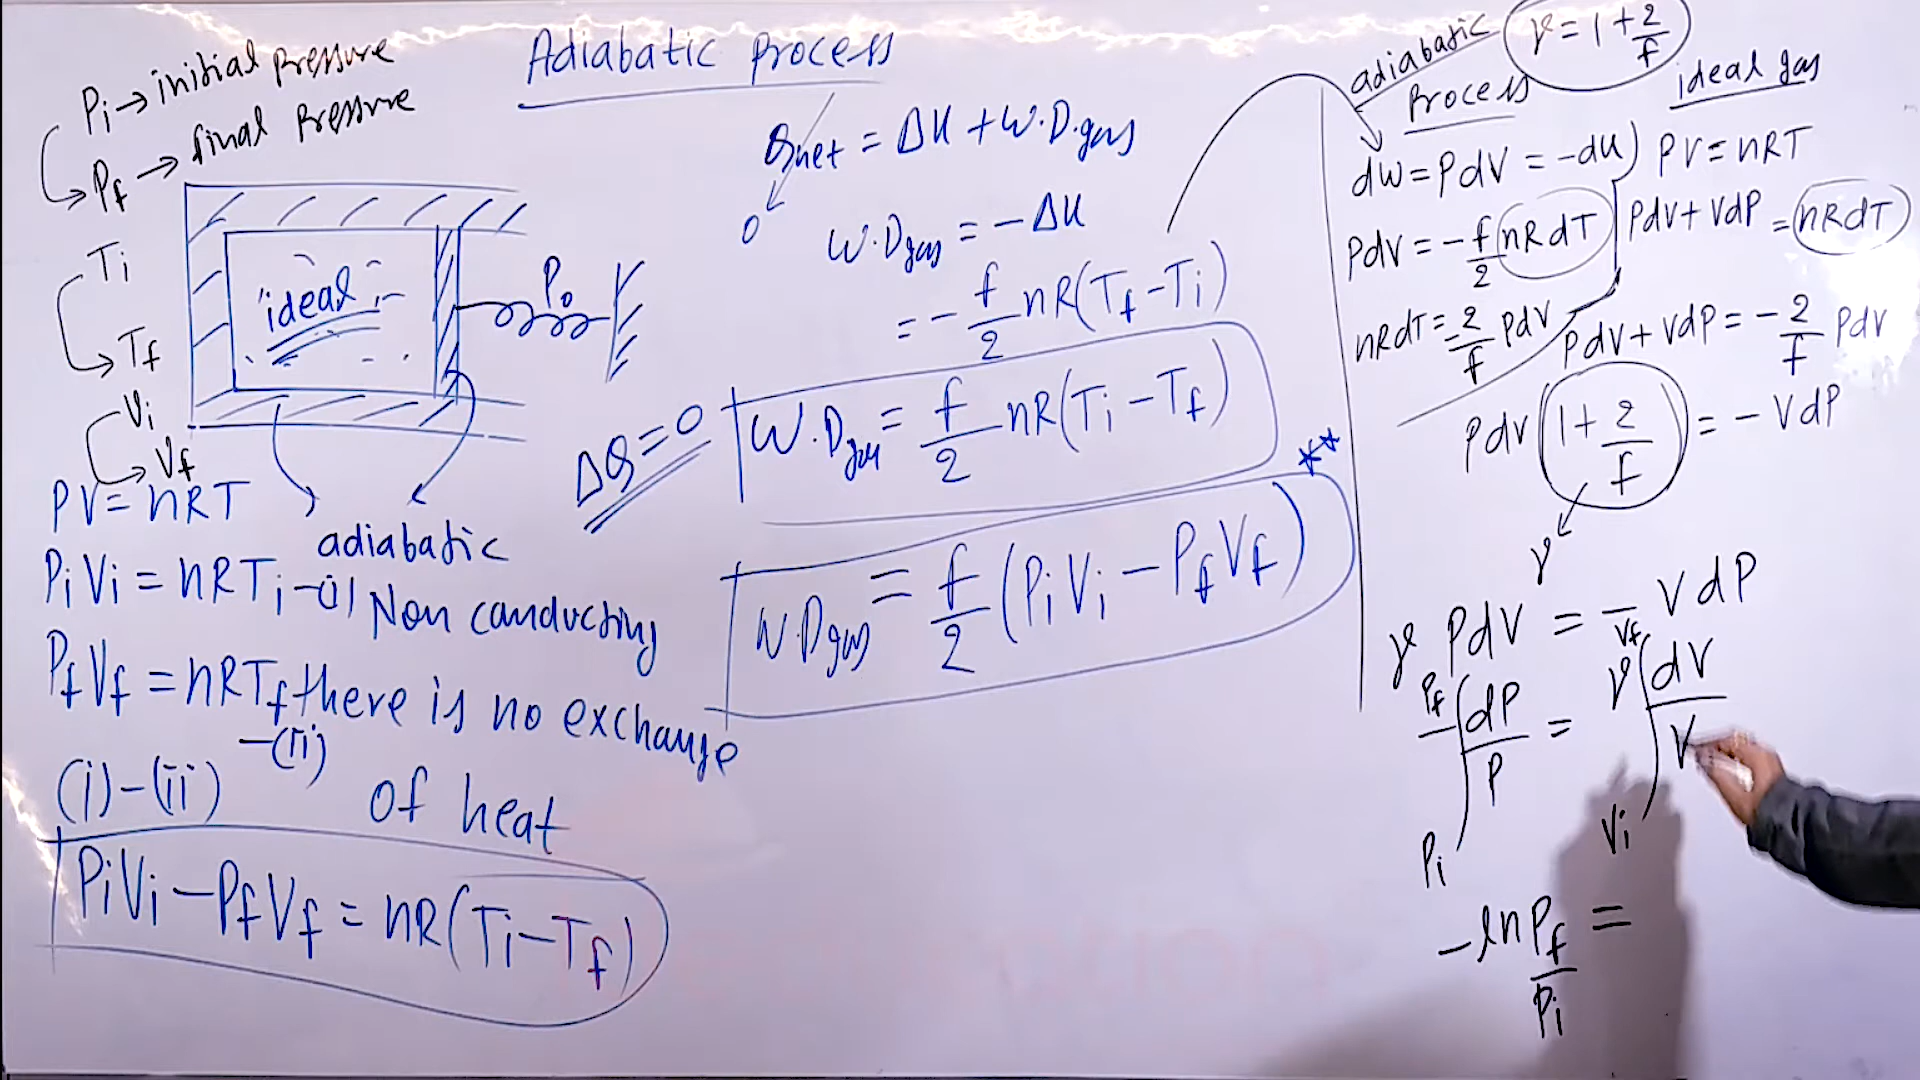 Adiabatic Process
Pi → initial pressure
Pf → final Pressure
Ti
Tf
Vi
Vf
ideal
P₀
PV = nRT
adiabatic
PiVi = nRTi -(i)
Non conducting
PfVf = nRTf
-(ii)
there is no exchange
of heat
(i)-(ii)
PiVi - PfVf = nR(Ti-Tf)
Qnet = ΔU + W.D.gas
0
W.Dgas = -ΔU
= -f/2 nR(Tf-Ti)
ΔQ = 0
W.Dgas = f/2 nR(Ti-Tf)
**
W.Dgas = f/2 (PiVi - PfVf)
adiabatic
Process
γ = 1 + 2/f
ideal gas
dW = PdV = -dU) PV = nRT
PdV = -f/2 nRdT
PdV + VdP = nRdT
nRdT = -2/f PdV
PdV + VdP = -2/f PdV
PdV (1 + 2/f) = -VdP
γ
γ PdV = -VdP
Pf Vf
-∫ dP/P = γ∫ dV/V
Pi Vi
-ln Pf/Pi =